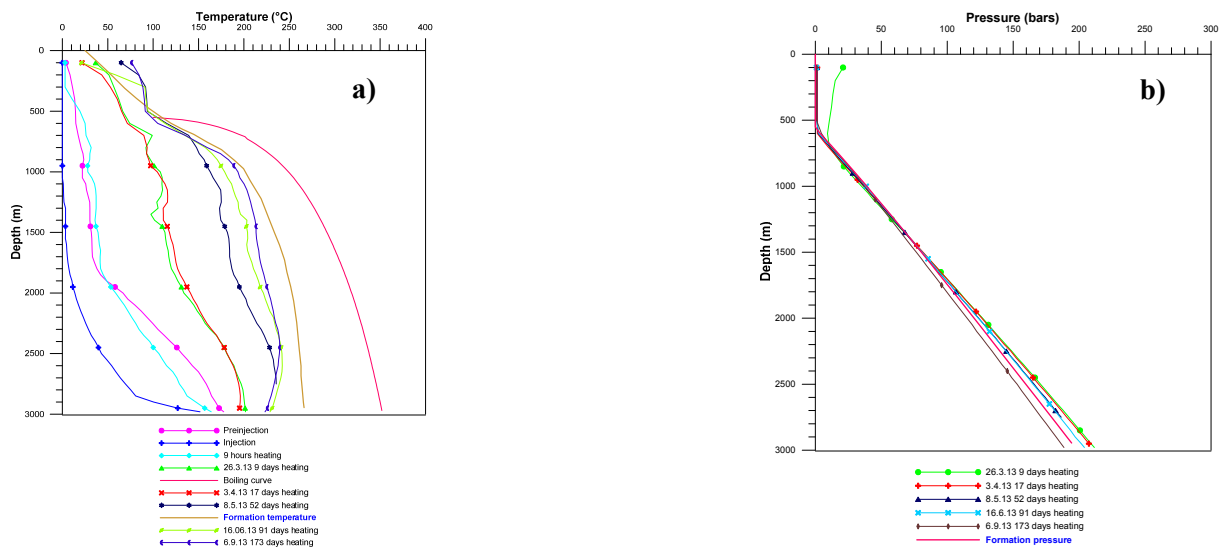 Temperature (°C)
0 50 100 150 200 250 300 350 400
0
500
1000
1500
2000
2500
3000
Depth (m)
a)
Preinjection
Injection
9 hours heating
26.3.13 9 days heating
Boiling curve
3.4.13 17 days heating
8.5.13 52 days heating
Formation temperature
16.06.13 91 days heating
6.9.13 173 days heating
Pressure (bars)
0 50 100 150 200 300
0
500
1000
1500
2000
2500
3000
Depth (m)
b)
26.3.13 9 days heating
3.4.13 17 days heating
8.5.13 52 days heating
16.6.13 91 days heating
6.9.13 173 days heating
Formation pressure